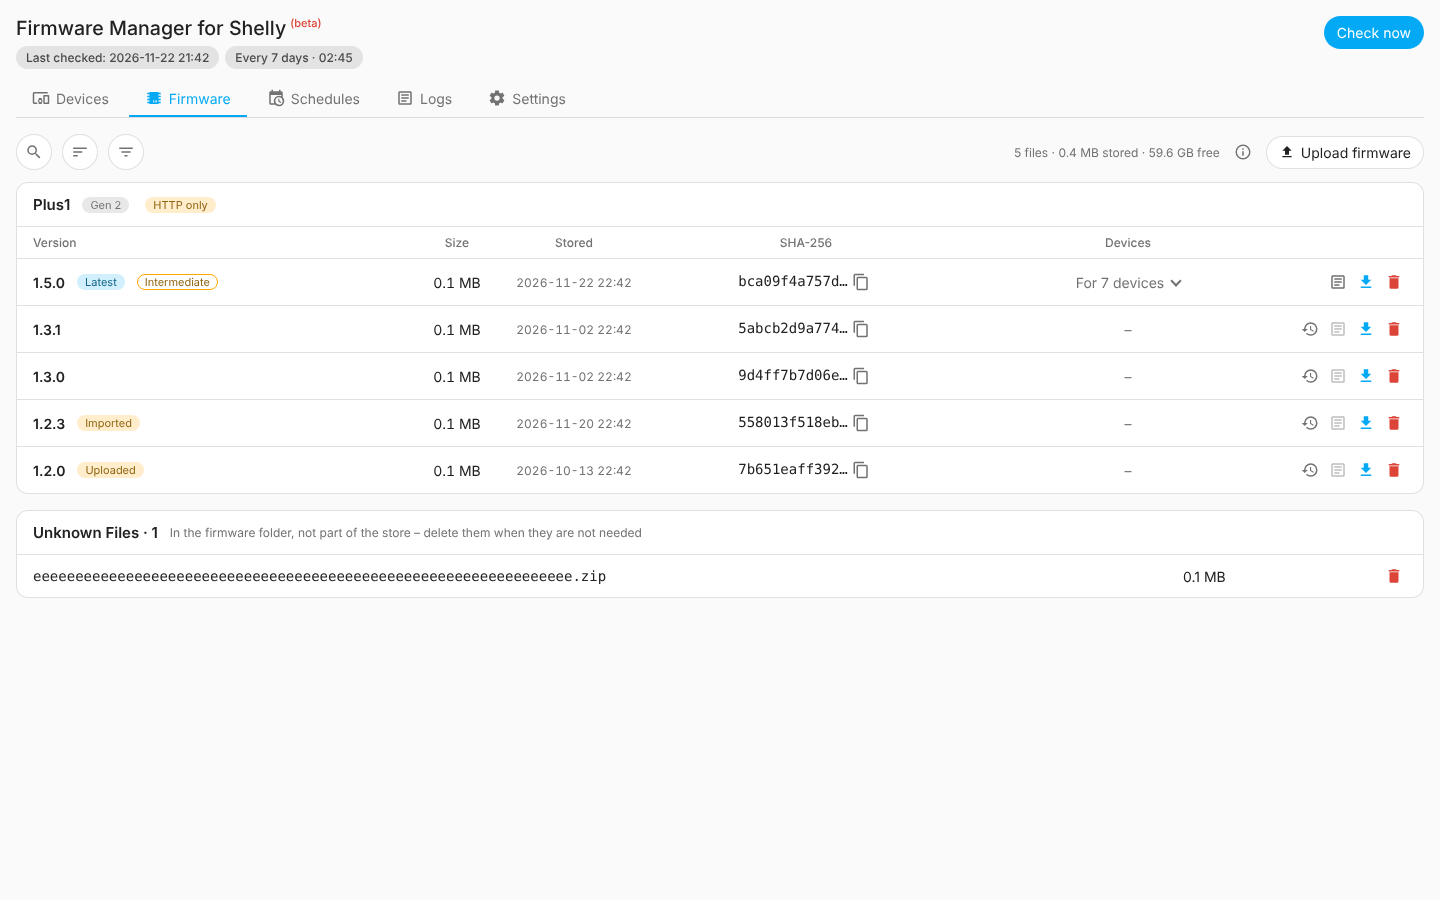 Firmware Manager for Shelly (beta)
Check now
Last checked: 2026-11-22 21:42 Every 7 days · 02:45
Devices Firmware Schedules Logs Settings
5 files · 0.4 MB stored · 59.6 GB free Upload firmware
Plus1 Gen 2 HTTP only
Version Size Stored SHA-256 Devices
1.5.0 Latest Intermediate 0.1 MB 2026-11-22 22:42 bca09f4a757d… For 7 devices
1.3.1 0.1 MB 2026-11-02 22:42 5abcb2d9a774… –
1.3.0 0.1 MB 2026-11-02 22:42 9d4ff7b7d06e… –
1.2.3 Imported 0.1 MB 2026-11-20 22:42 558013f518eb… –
1.2.0 Uploaded 0.1 MB 2026-10-13 22:42 7b651eaff392… –
Unknown Files · 1 In the firmware folder, not part of the store – delete them when they are not needed
eeeeeeeeeeeeeeeeeeeeeeeeeeeeeeeeeeeeeeeeeeeeeeeeeeeeeeeeeeeeeeee.zip 0.1 MB